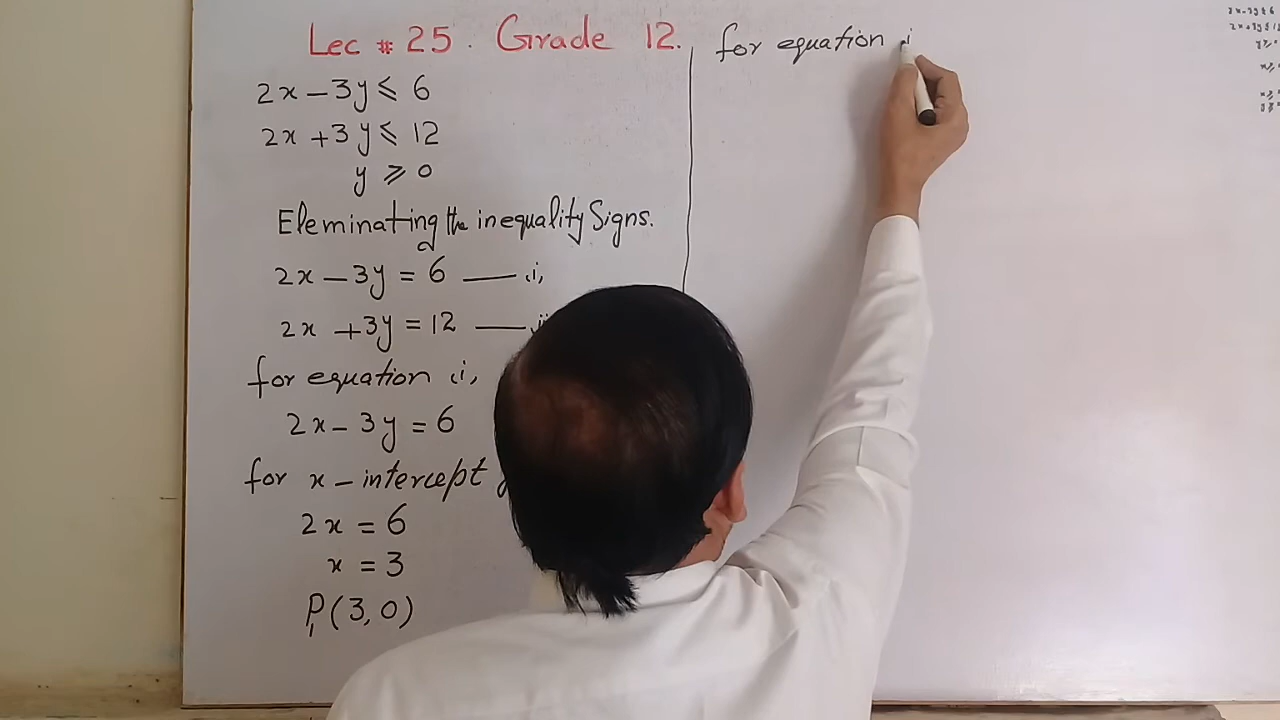 Lec # 25. Grade 12.
2x - 3y ⩽ 6
2x + 3y ⩽ 12
y ⩾ 0
Eleminating the inequality Signs.
2x - 3y = 6 —— (i)
2x + 3y = 12 ——
for equation (i)
2x - 3y = 6
for x - intercept
2x = 6
x = 3
P₁(3,0)
for equation